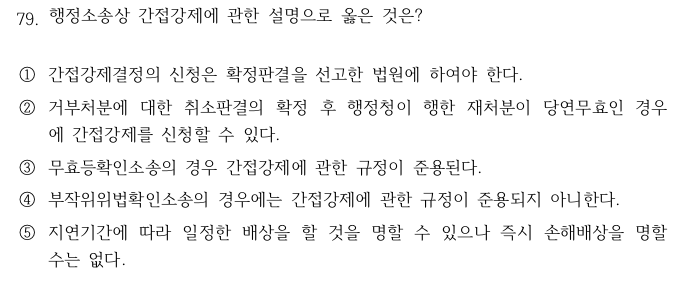 79. 행정소송상 간접강제에 관한 설명으로 옳은 것은?
① 간접강제결정의 신청은 확정판결을 선고한 법원에 하여야 한다.
② 거부처분에 대한 취소판결의 확정 후 행정청이 행한 재처분이 당연무효인 경우
에 간접강제를 신청할 수 있다.
③ 무효등확인소송의 경우 간접강제에 관한 규정이 준용된다.
④ 부작위위법확인소송의 경우에는 간접강제에 관한 규정이 준용되지 아니한다.
⑤ 지연기간에 따라 일정한 배상을 할 것을 명할 수 있으나 즉시 손해배상을 명할
수는 없다.